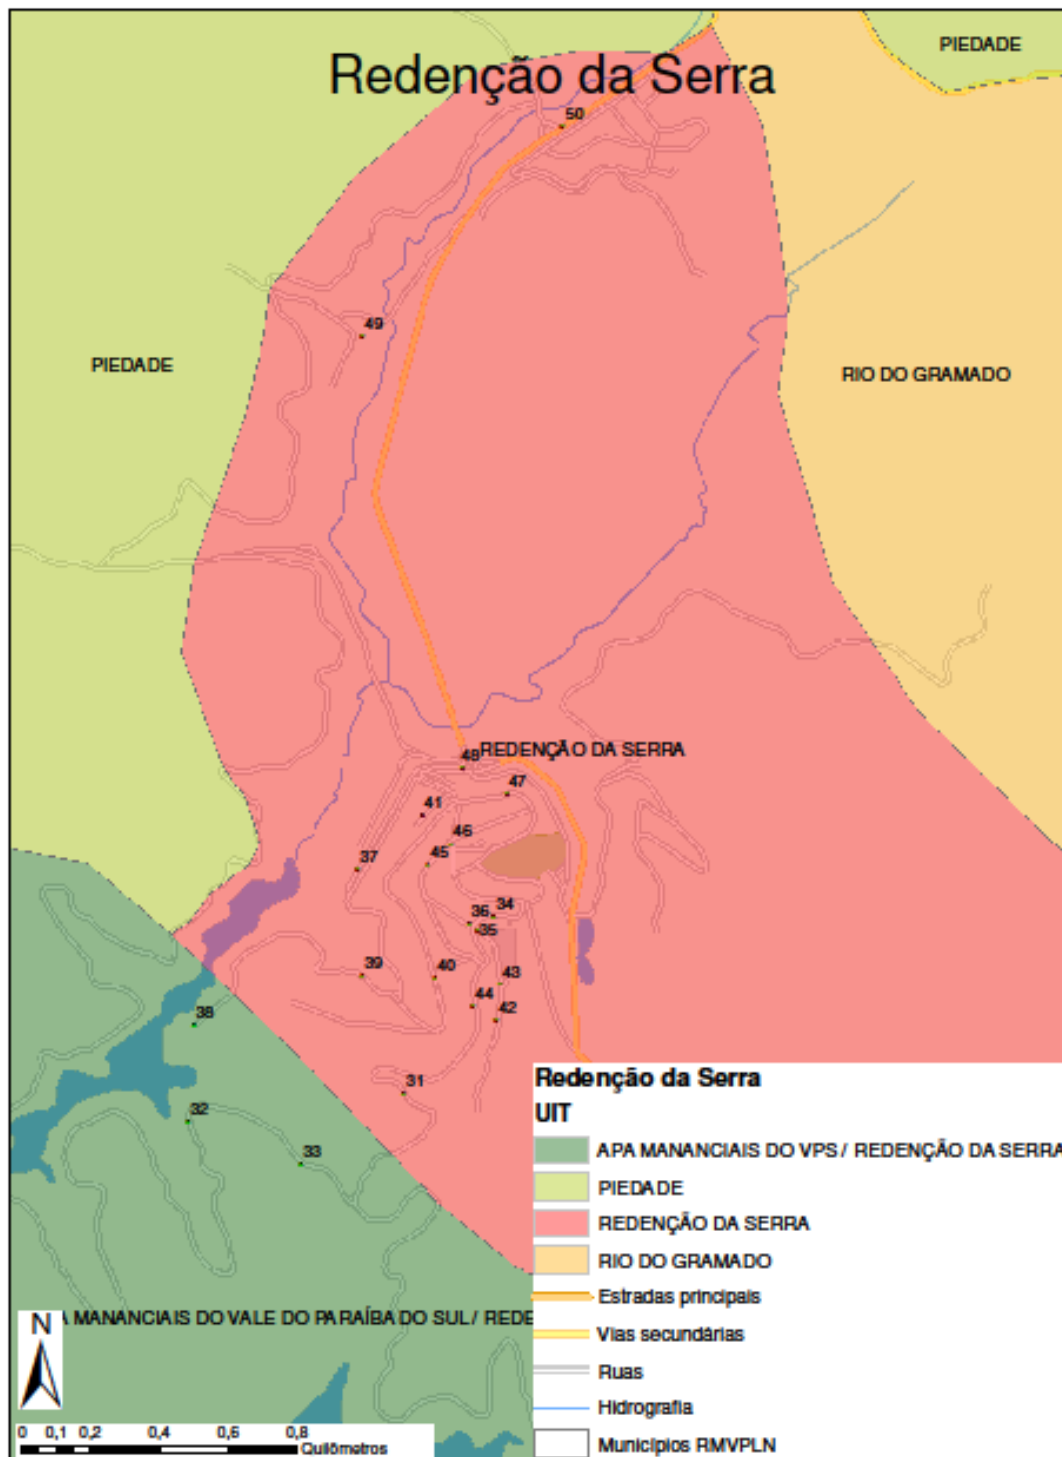 PIEDADE
Redenção da Serra
50
49
PIEDADE
RIO DO GRAMADO
REDENÇÃO DA SERRA
48
47
41
46
45
37
34
36
35
39
40
43
44
42
38
31
32
33
Redenção da Serra
UIT
APA MANANCIAIS DO VPS / REDENÇÃO DA SERRA
PIEDADE
REDENÇÃO DA SERRA
RIO DO GRAMADO
Estradas principais
Vias secundárias
Ruas
Hidrografia
Municípios RMVPLN
A MANANCIAIS DO VALE DO PARAÍBA DO SUL / REDE
N
0 0,1 0,2 0,4 0,6 0,8
Quilômetros